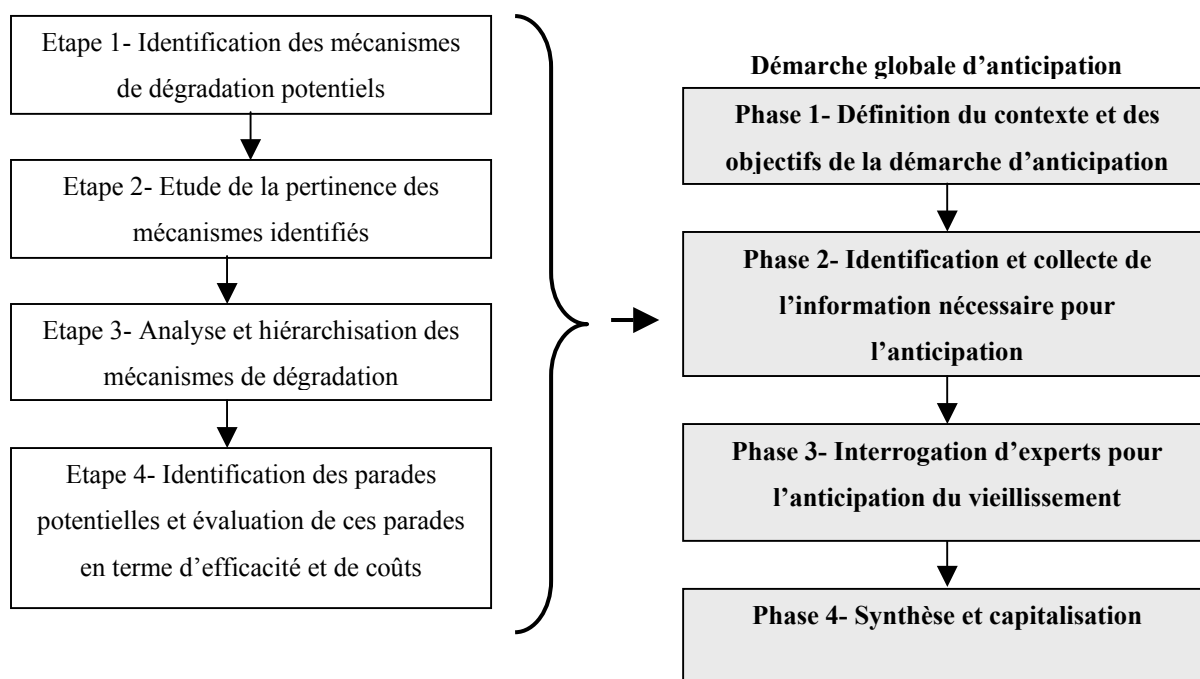 Etape 1- Identification des mécanismes
de dégradation potentiels
Etape 2- Etude de la pertinence des
mécanismes identifiés
Etape 3- Analyse et hiérarchisation des
mécanismes de dégradation
Etape 4- Identification des parades
potentielles et évaluation de ces parades
en terme d’efficacité et de coûts
Démarche globale d’anticipation
Phase 1- Définition du contexte et des
objectifs de la démarche d’anticipation
Phase 2- Identification et collecte de
l’information nécessaire pour
l’anticipation
Phase 3- Interrogation d’experts pour
l’anticipation du vieillissement
Phase 4- Synthèse et capitalisation